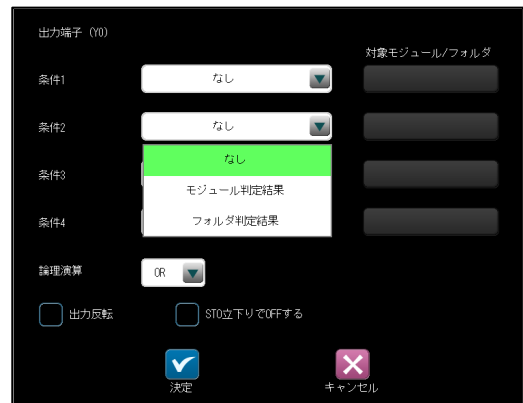 出力端子 (Y0)
対象モジュール/フォルダ
条件1
なし
条件2
なし
なし
条件3
モジュール判定結果
フォルダ判定結果
条件4
論理演算
OR
出力反転
STO立下りでOFFする
決定
キャンセル